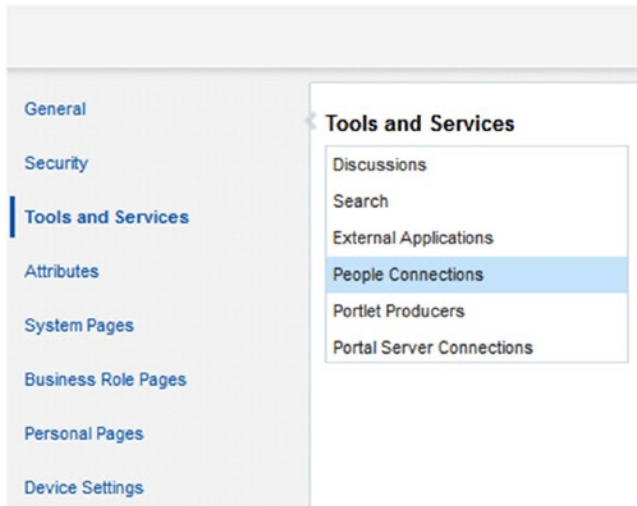 General
Security
Tools and Services
Attributes
System Pages
Business Role Pages
Personal Pages
Device Settings
Tools and Services
Discussions
Search
External Applications
People Connections
Portlet Producers
Portal Server Connections